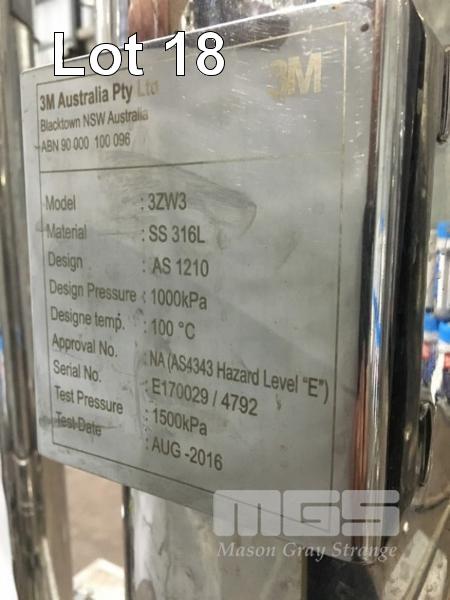 Lot 18
3M Australia Pty Ltd
3M
Blacktown NSW Australia
ABN 90 000 100 096
Model : 3ZW3
Material : SS 316L
Design : AS 1210
Design Pressure : 1000kPa
Designe temp. : 100 °C
Approval No. : NA (AS4343 Hazard Level "E")
Serial No. : E170029 / 4792
Test Pressure : 1500kPa
Test Date : AUG -2016
MGS
Mason Gray Strange